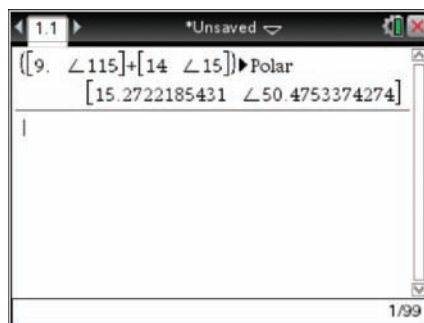 1.1 *Unsaved
([9. ∠115]+[14 ∠15])▶Polar
[15.2722185431 ∠50.4753374274]
1/99